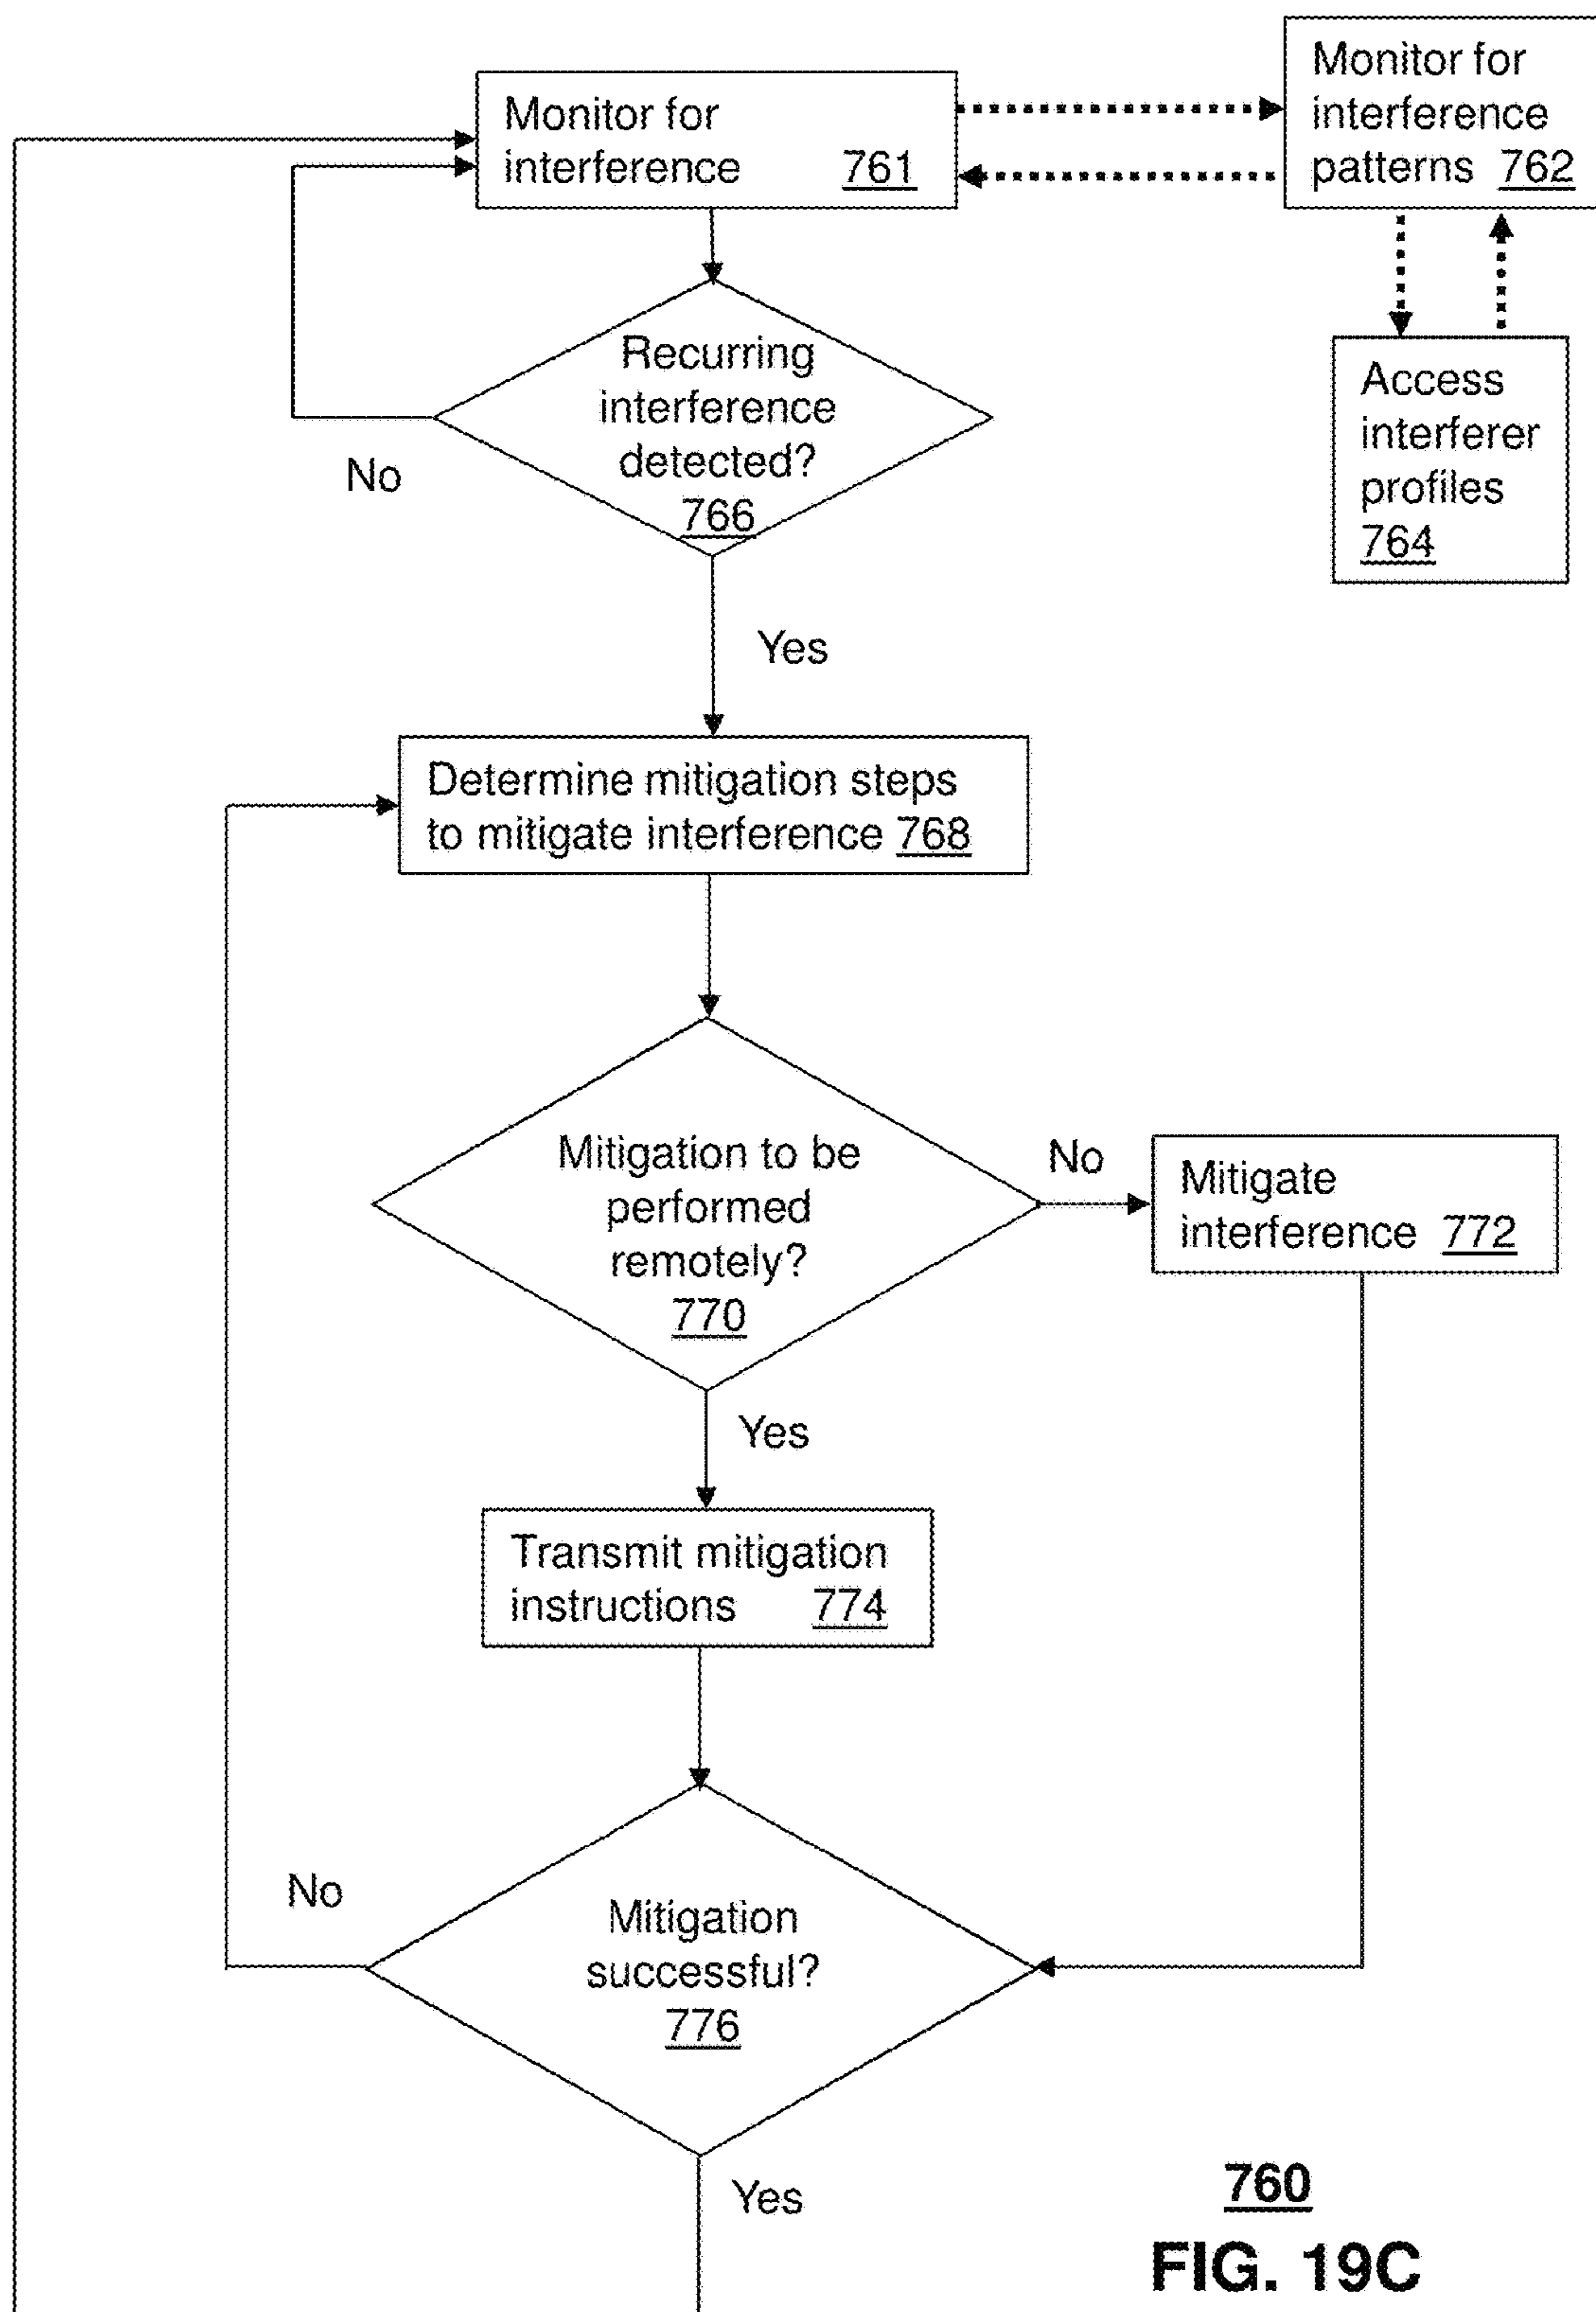 Monitor for
interference 761
Monitor for
interference
patterns 762
Recurring
interference
detected?
766
No
Access
interferer
profiles
764
Yes
Determine mitigation steps
to mitigate interference 768
Mitigation to be
performed
remotely?
770
No
Mitigate
interference 772
Yes
Transmit mitigation
instructions 774
No
Mitigation
successful?
776
Yes
760
FIG. 19C